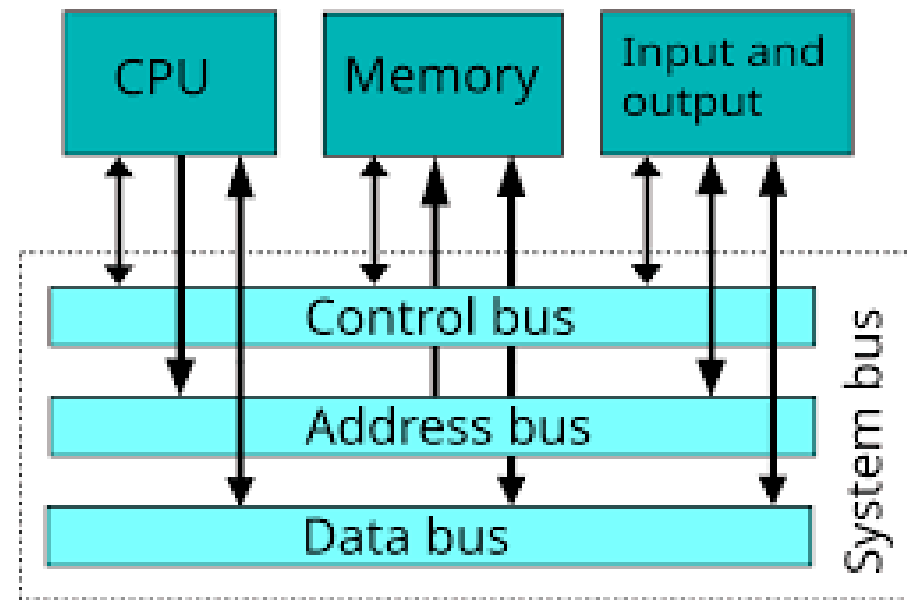 CPU
Memory
Input and
output
Control bus
Address bus
Data bus
System bus